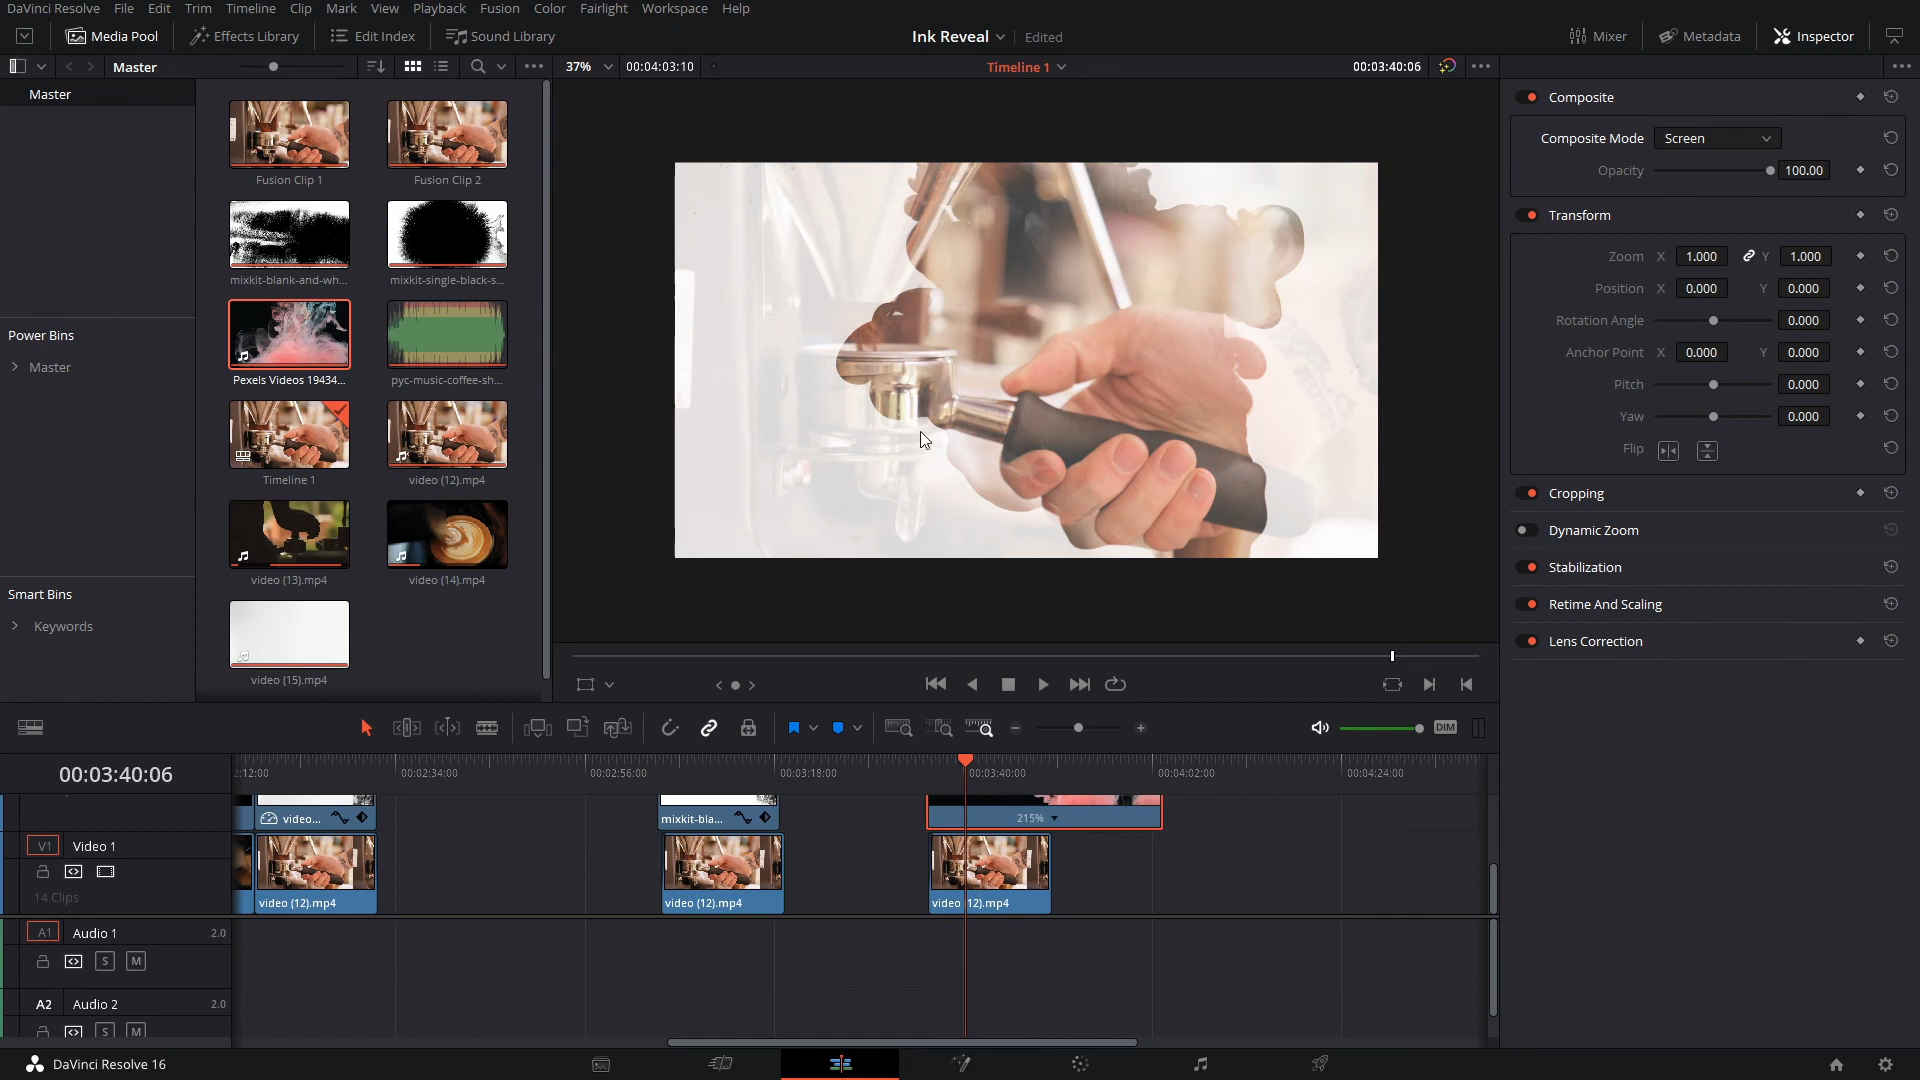 DaVinci Resolve File Edit Trim Timeline Clip Mark View Playback Fusion Color Fairlight Workspace Help
Media Pool Effects Library Edit Index Sound Library Ink Reveal Edited Mixer Metadata Inspector
Master 37% 00:04:03:10 Timeline 1 00:03:40:06
Master
Power Bins
Master
Smart Bins
Keywords
Fusion Clip 1 Fusion Clip 2
mixkit-blank-and-wh... mixkit-single-black-s...
Pexels Videos 19434... pyc-music-coffee-sh...
Timeline 1 video (12).mp4
video (13).mp4 video (14).mp4
video (15).mp4
Composite
Composite Mode Screen
Opacity 100.00
Transform
Zoom X 1.000 Y 1.000
Position X 0.000 Y 0.000
Rotation Angle 0.000
Anchor Point X 0.000 Y 0.000
Pitch 0.000
Yaw 0.000
Flip
Cropping
Dynamic Zoom
Stabilization
Retime And Scaling
Lens Correction
DIM
00:03:40:06
2:12:00 00:02:34:00 00:02:56:00 00:03:18:00 00:03:40:00 00:04:02:00 00:04:24:00
video... mixkit-bla... 215%
V1 Video 1
14 Clips
video (12).mp4 video (12).mp4
A1 Audio 1 2.0
S M
A2 Audio 2 2.0
S M
DaVinci Resolve 16